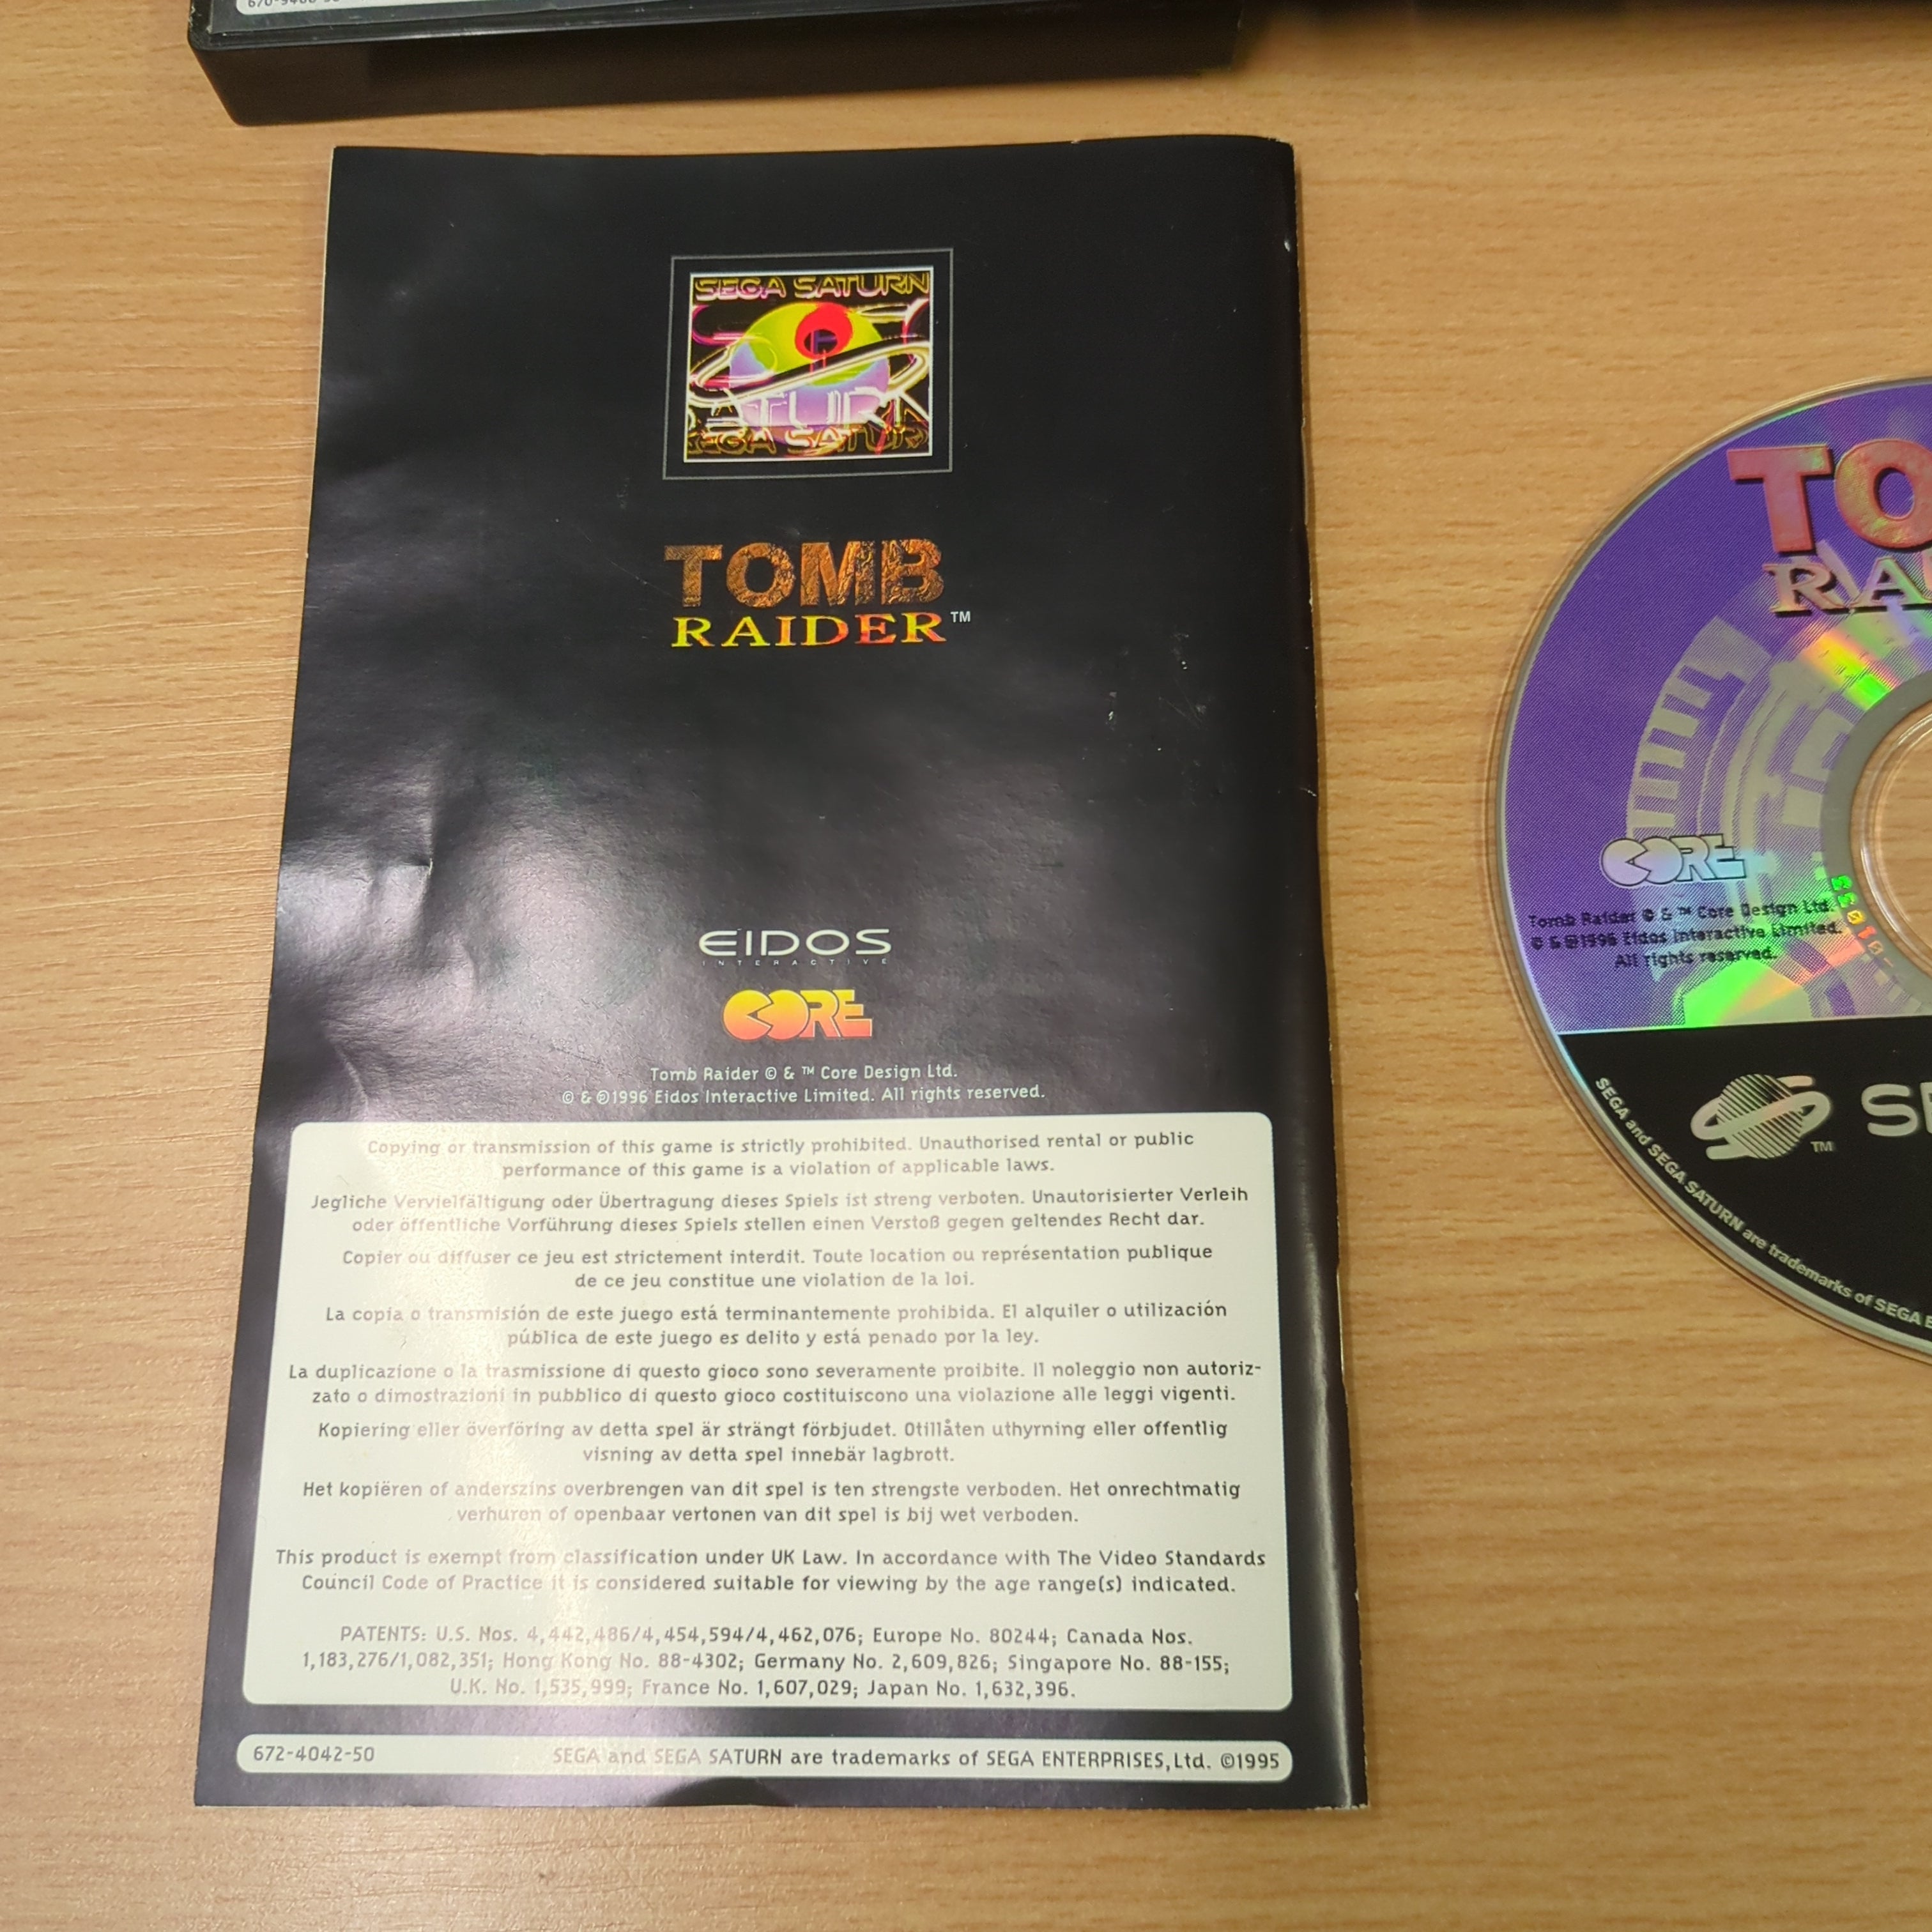 SEGA SATURN
SATURN
SEGA SATURN
TOMB
RAIDER™
EIDOS
INTERACTIVE
CORE
Tomb Raider © & ™ Core Design Ltd.
© & ℗1996 Eidos Interactive Limited. All rights reserved.
Copying or transmission of this game is strictly prohibited. Unauthorised rental or public
performance of this game is a violation of applicable laws.
Jegliche Vervielfältigung oder Übertragung dieses Spiels ist streng verboten. Unautorisierter Verleih
oder öffentliche Vorführung dieses Spiels stellen einen Verstoß gegen geltendes Recht dar.
Copier ou diffuser ce jeu est strictement interdit. Toute location ou représentation publique
de ce jeu constitue une violation de la loi.
La copia o transmisión de este juego está terminantemente prohibida. El alquiler o utilización
pública de este juego es delito y está penado por la ley.
La duplicazione o la trasmissione di questo gioco sono severamente proibite. Il noleggio non autoriz-
zato o dimostrazioni in pubblico di questo gioco costituiscono una violazione alle leggi vigenti.
Kopiering eller överföring av detta spel är strängt förbjudet. Otillåten uthyrning eller offentlig
visning av detta spel innebär lagbrott.
Het kopiëren of anderszins overbrengen van dit spel is ten strengste verboden. Het onrechtmatig
verhuren of openbaar vertonen van dit spel is bij wet verboden.
This product is exempt from classification under UK Law. In accordance with The Video Standards
Council Code of Practice it is considered suitable for viewing by the age range(s) indicated.
PATENTS: U.S. Nos. 4,442,486/4,454,594/4,462,076; Europe No. 80244; Canada Nos.
1,183,276/1,082,351; Hong Kong No. 88-4302; Germany No. 2,609,826; Singapore No. 88-155;
U.K. No. 1,535,999; France No. 1,607,029; Japan No. 1,632,396.
672-4042-50
SEGA and SEGA SATURN are trademarks of SEGA ENTERPRISES,Ltd. ©1995
TO
RA
CORE
Tomb Raider © & ™ Core Design Ltd.
© & ℗1996 Eidos Interactive Limited.
All rights reserved.
SE
™
SEGA and SEGA SATURN are trademarks of SEGA E